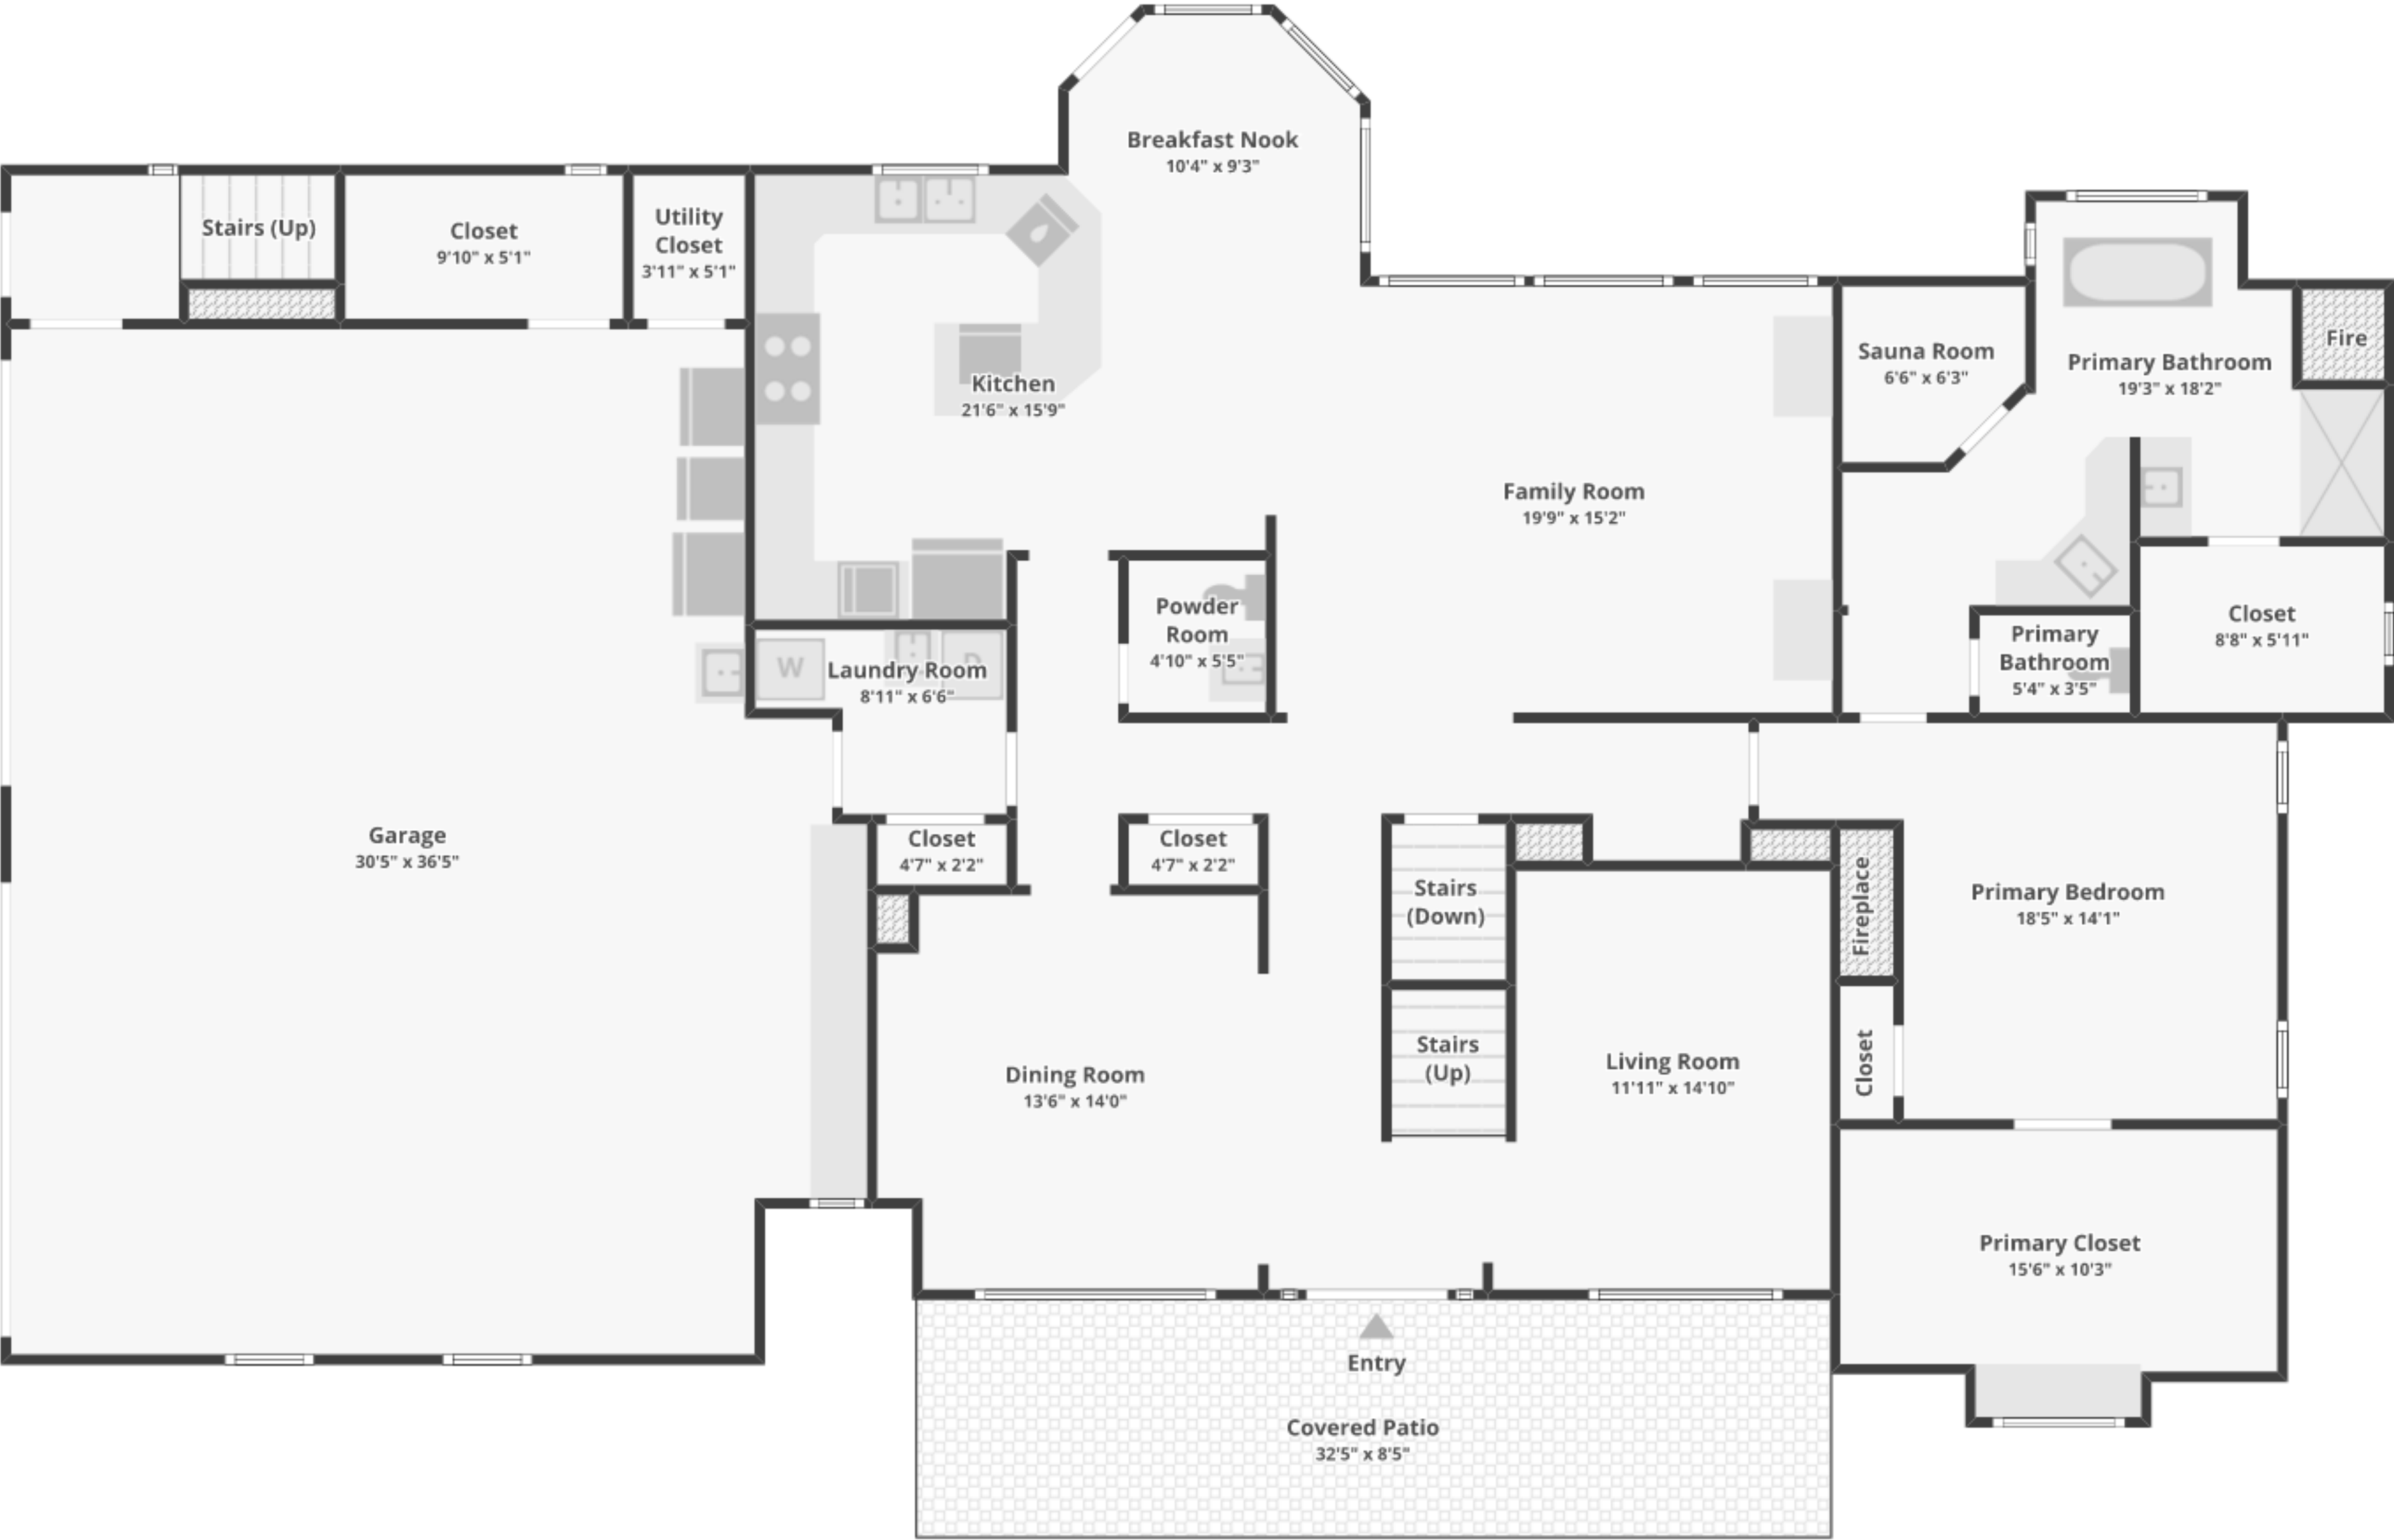 Breakfast Nook
10'4" x 9'3"
Stairs (Up)
Closet
9'10" x 5'1"
Utility
Closet
3'11" x 5'1"
Kitchen
21'6" x 15'9"
Family Room
19'9" x 15'2"
Sauna Room
6'6" x 6'3"
Primary Bathroom
19'3" x 18'2"
Fire
Powder
Room
4'10" x 5'5"
Primary
Bathroom
5'4" x 3'5"
Closet
8'8" x 5'11"
W
D
Laundry Room
8'11" x 6'6"
Garage
30'5" x 36'5"
Closet
4'7" x 2'2"
Closet
4'7" x 2'2"
Stairs
(Down)
Fireplace
Primary Bedroom
18'5" x 14'1"
Stairs
(Up)
Closet
Living Room
11'11" x 14'10"
Dining Room
13'6" x 14'0"
Primary Closet
15'6" x 10'3"
Entry
Covered Patio
32'5" x 8'5"